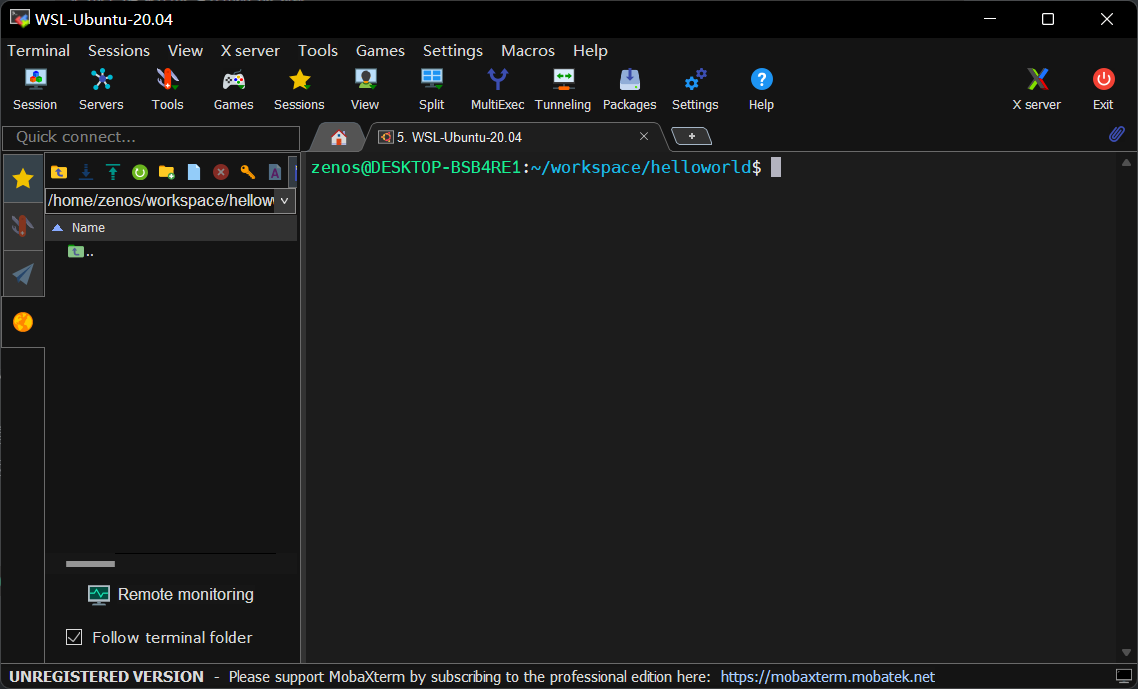 WSL-Ubuntu-20.04
Terminal Sessions View X server Tools Games Settings Macros Help
Session Servers Tools Games Sessions View Split MultiExec Tunneling Packages Settings Help X server Exit
Quick connect...
5. WSL-Ubuntu-20.04
zenos@DESKTOP-BSB4RE1:~/workspace/helloworld$
/home/zenos/workspace/hellow
Name
..
Remote monitoring
Follow terminal folder
UNREGISTERED VERSION - Please support MobaXterm by subscribing to the professional edition here: https://mobaxterm.mobatek.net